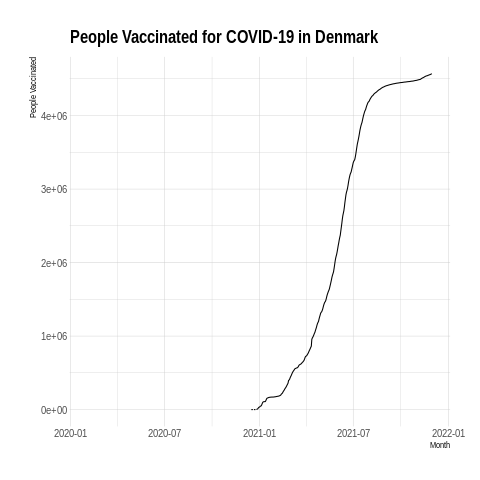 People Vaccinated for COVID-19 in Denmark
People Vaccinated
4e+06
3e+06
2e+06
1e+06
0e+00
2020-01 2020-07 2021-01 2021-07 2022-01
Month